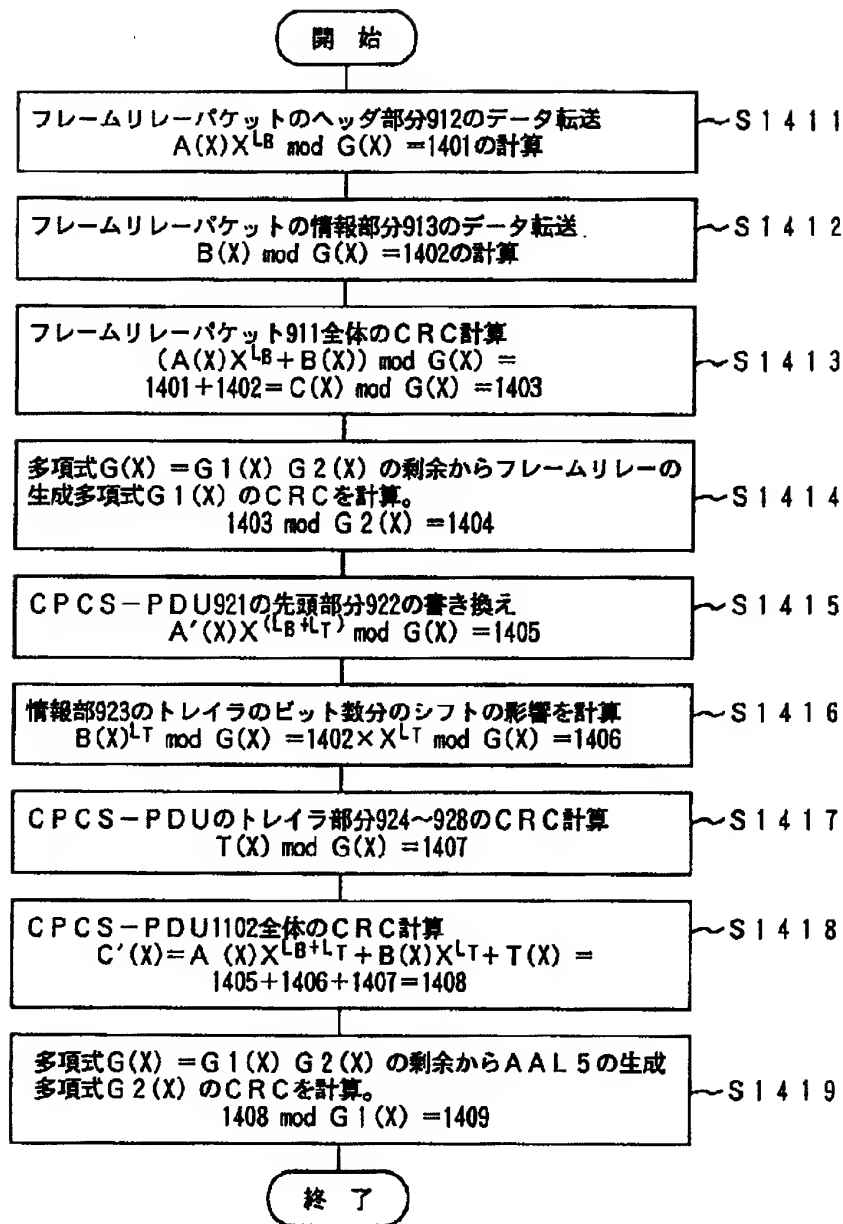 開 始
フレームリレーパケットのヘッダ部分912のデータ転送
A(X)X^LB mod G(X) =1401の計算
~S1411
フレームリレーパケットの情報部分913のデータ転送
B(X) mod G(X) =1402の計算
~S1412
フレームリレーパケット911全体のCRC計算
(A(X)X^LB+B(X)) mod G(X) =
1401+1402=C(X) mod G(X) =1403
~S1413
多項式G(X) =G1(X) G2(X) の剰余からフレームリレーの
生成多項式G1(X) のCRCを計算。
1403 mod G2(X) =1404
~S1414
CPCS-PDU921の先頭部分922の書き換え
A'(X)X^(LB+LT) mod G(X) =1405
~S1415
情報部923のトレイラのビット数分のシフトの影響を計算
B(X)^LT mod G(X) =1402×X^LT mod G(X) =1406
~S1416
CPCS-PDUのトレイラ部分924~928のCRC計算
T(X) mod G(X) =1407
~S1417
CPCS-PDU1102全体のCRC計算
C'(X)=A (X)X^LB+LT+B(X)X^LT+T(X) =
1405+1406+1407=1408
~S1418
多項式G(X) =G1(X) G2(X) の剰余からAAL5の生成
多項式G2(X) のCRCを計算。
1408 mod G1(X) =1409
~S1419
終 了